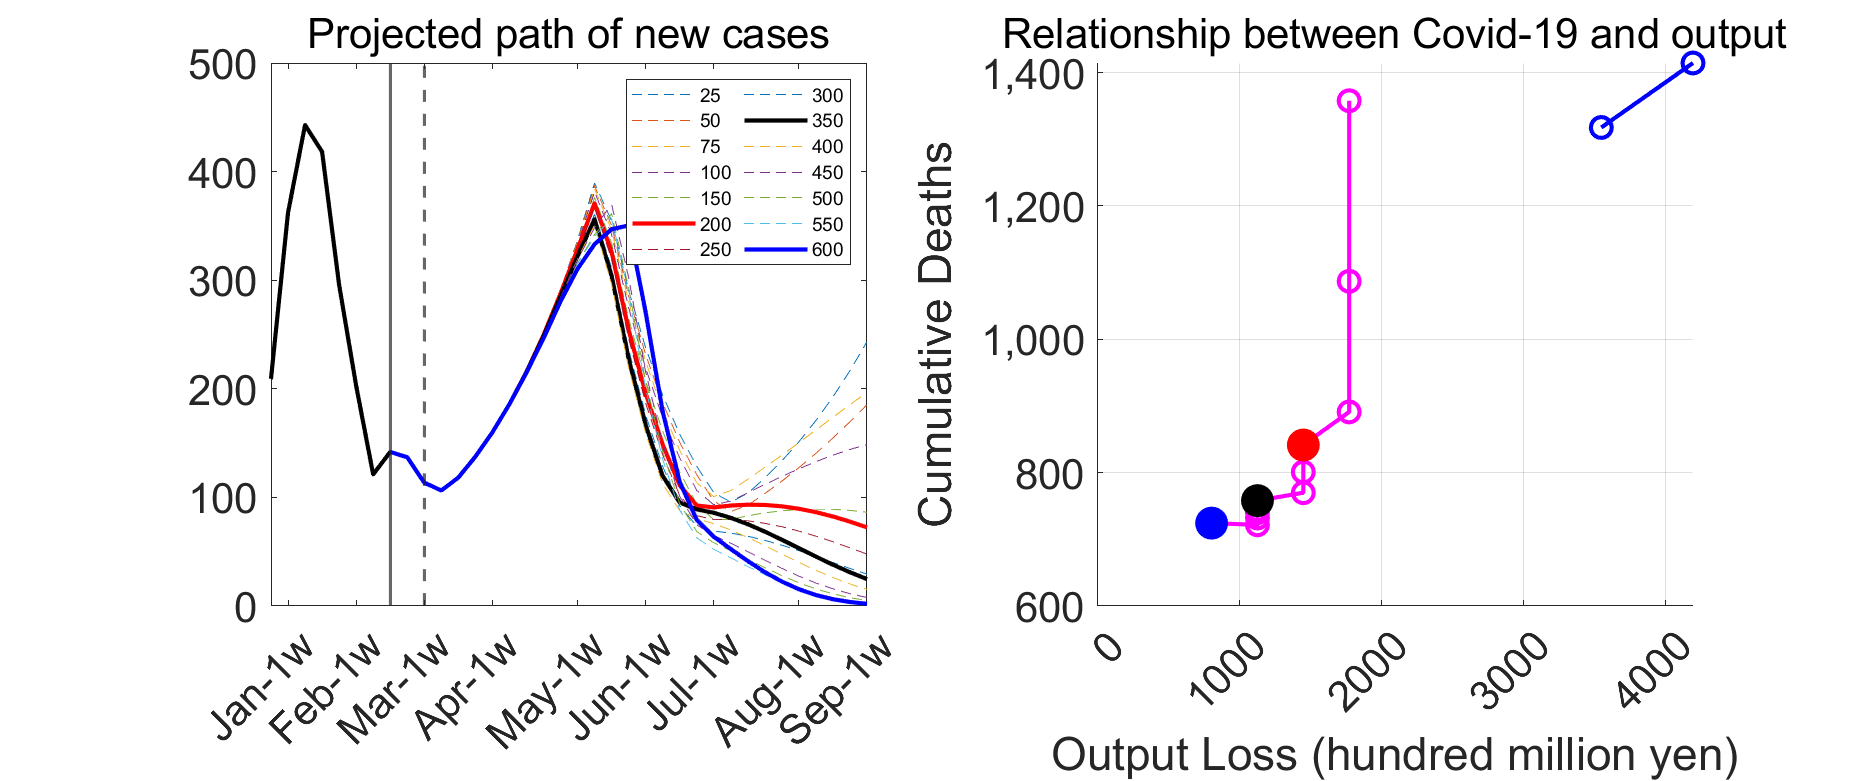 Projected path of new cases
500
400
300
200
100
0
25 300
50 350
75 400
100 450
150 500
200 550
250 600
Jan-1w
Feb-1w
Mar-1w
Apr-1w
May-1w
Jun-1w
Jul-1w
Aug-1w
Sep-1w
Relationship between Covid-19 and output
Cumulative Deaths
1,400
1,200
1,000
800
600
0
1000
2000
3000
4000
Output Loss (hundred million yen)